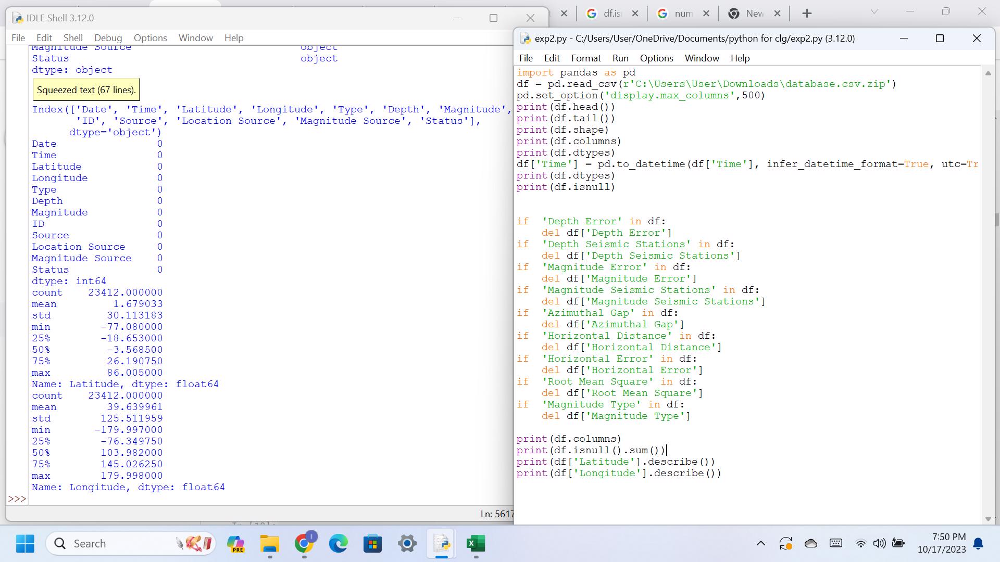 df.is
num
New
IDLE Shell 3.12.0
File Edit Shell Debug Options Window Help
Magnitude Source object
Status object
dtype: object
Squeezed text (67 lines).
Index(['Date', 'Time', 'Latitude', 'Longitude', 'Type', 'Depth', 'Magnitude',
'ID', 'Source', 'Location Source', 'Magnitude Source', 'Status'],
dtype='object')
Date 0
Time 0
Latitude 0
Longitude 0
Type 0
Depth 0
Magnitude 0
ID 0
Source 0
Location Source 0
Magnitude Source 0
Status 0
dtype: int64
count 23412.000000
mean 1.679033
std 30.113183
min -77.080000
25% -18.653000
50% -3.568500
75% 26.190750
max 86.005000
Name: Latitude, dtype: float64
count 23412.000000
mean 39.639961
std 125.511959
min -179.997000
25% -76.349750
50% 103.982000
75% 145.026250
max 179.998000
Name: Longitude, dtype: float64
>>>
Ln: 5617
exp2.py - C:/Users/User/OneDrive/Documents/python for clg/exp2.py (3.12.0)
File Edit Format Run Options Window Help
import pandas as pd
df = pd.read_csv(r'C:\Users\User\Downloads\database.csv.zip')
pd.set_option('display.max_columns',500)
print(df.head())
print(df.tail())
print(df.shape)
print(df.columns)
print(df.dtypes)
df['Time'] = pd.to_datetime(df['Time'], infer_datetime_format=True, utc=Tr
print(df.dtypes)
print(df.isnull)
if 'Depth Error' in df:
del df['Depth Error']
if 'Depth Seismic Stations' in df:
del df['Depth Seismic Stations']
if 'Magnitude Error' in df:
del df['Magnitude Error']
if 'Magnitude Seismic Stations' in df:
del df['Magnitude Seismic Stations']
if 'Azimuthal Gap' in df:
del df['Azimuthal Gap']
if 'Horizontal Distance' in df:
del df['Horizontal Distance']
if 'Horizontal Error' in df:
del df['Horizontal Error']
if 'Root Mean Square' in df:
del df['Root Mean Square']
if 'Magnitude Type' in df:
del df['Magnitude Type']
print(df.columns)
print(df.isnull().sum())
print(df['Latitude'].describe())
print(df['Longitude'].describe())
Search
PRE
7:50 PM
10/17/2023